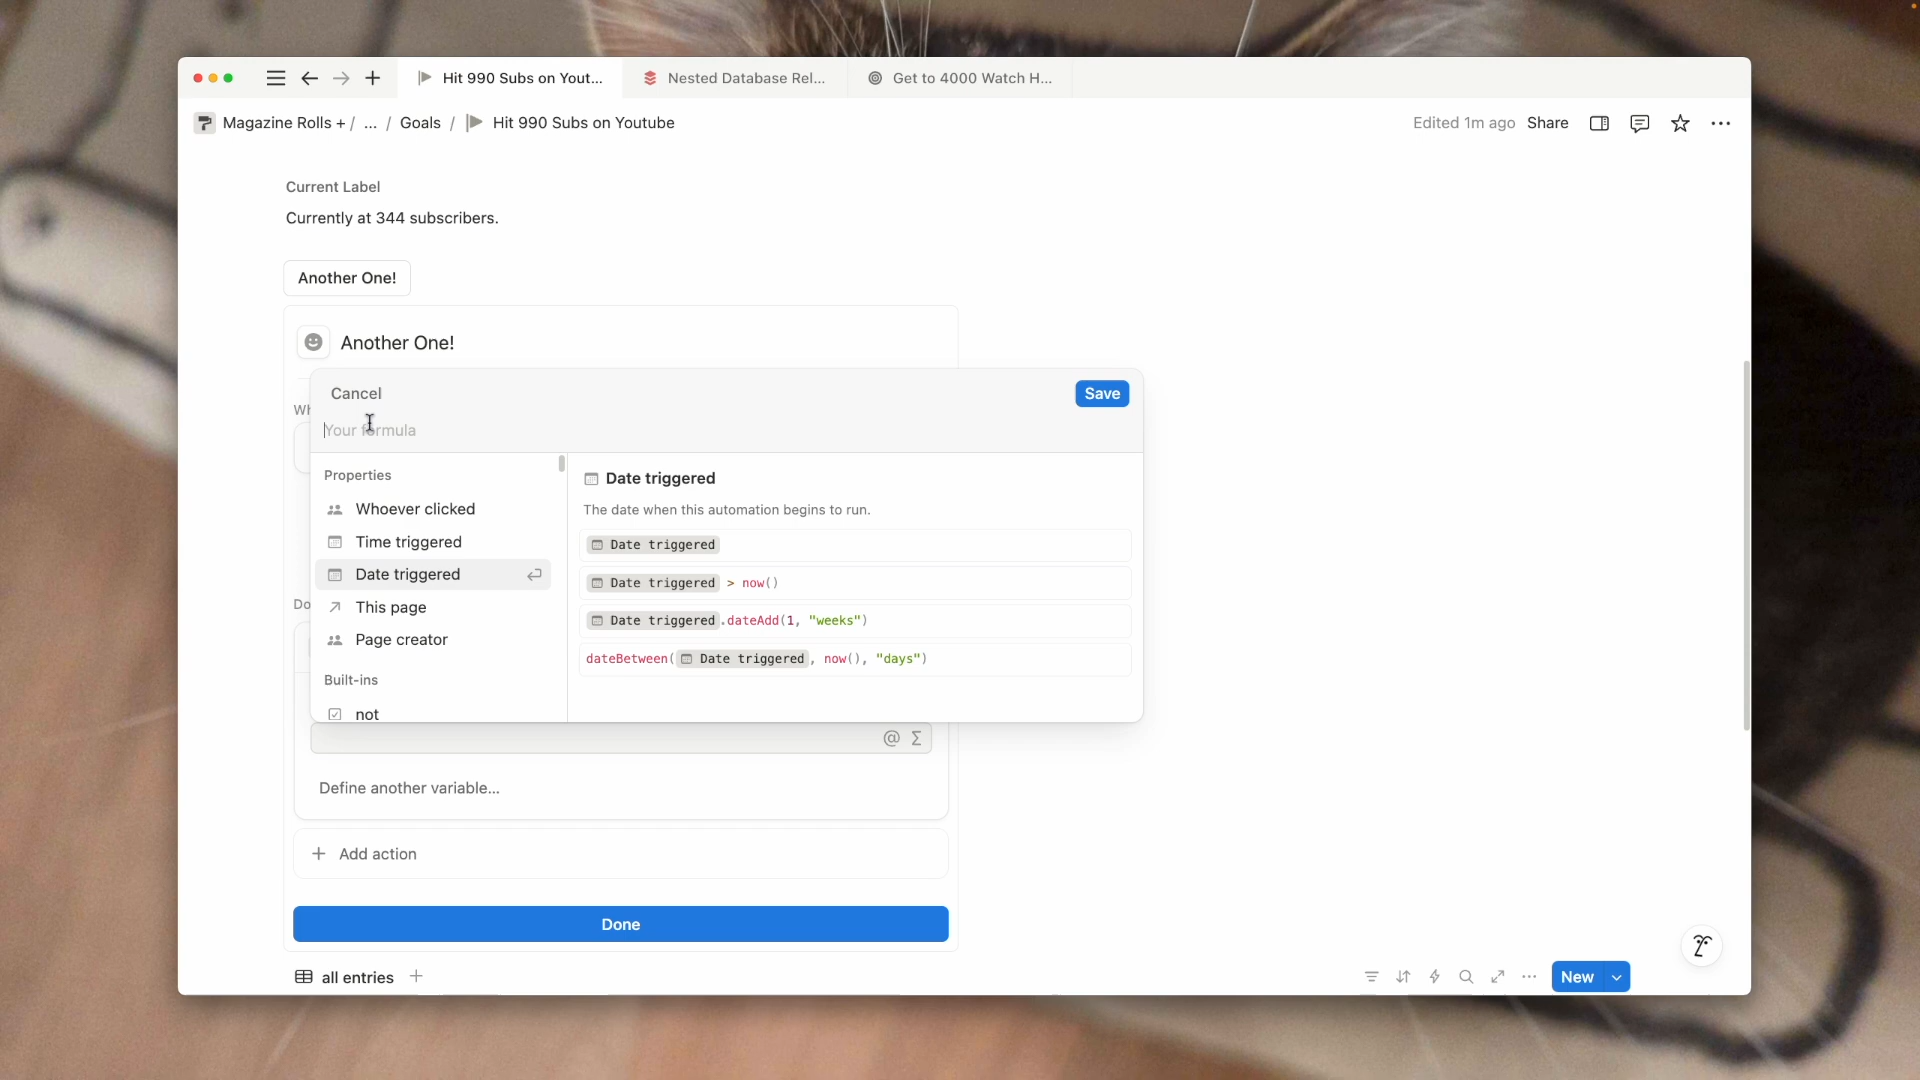 Hit 990 Subs on Yout...
Nested Database Rel...
Get to 4000 Watch H...
Magazine Rolls + / ... / Goals / Hit 990 Subs on Youtube
Edited 1m ago Share
Current Label
Currently at 344 subscribers.
Another One!
Another One!
Cancel
Save
Wh
Your formula
Properties
Whoever clicked
Time triggered
Date triggered
This page
Page creator
Built-ins
not
Date triggered
The date when this automation begins to run.
Date triggered
Date triggered > now()
Date triggered.dateAdd(1, "weeks")
dateBetween(Date triggered, now(), "days")
Do
@ Σ
Define another variable...
+ Add action
Done
all entries +
New